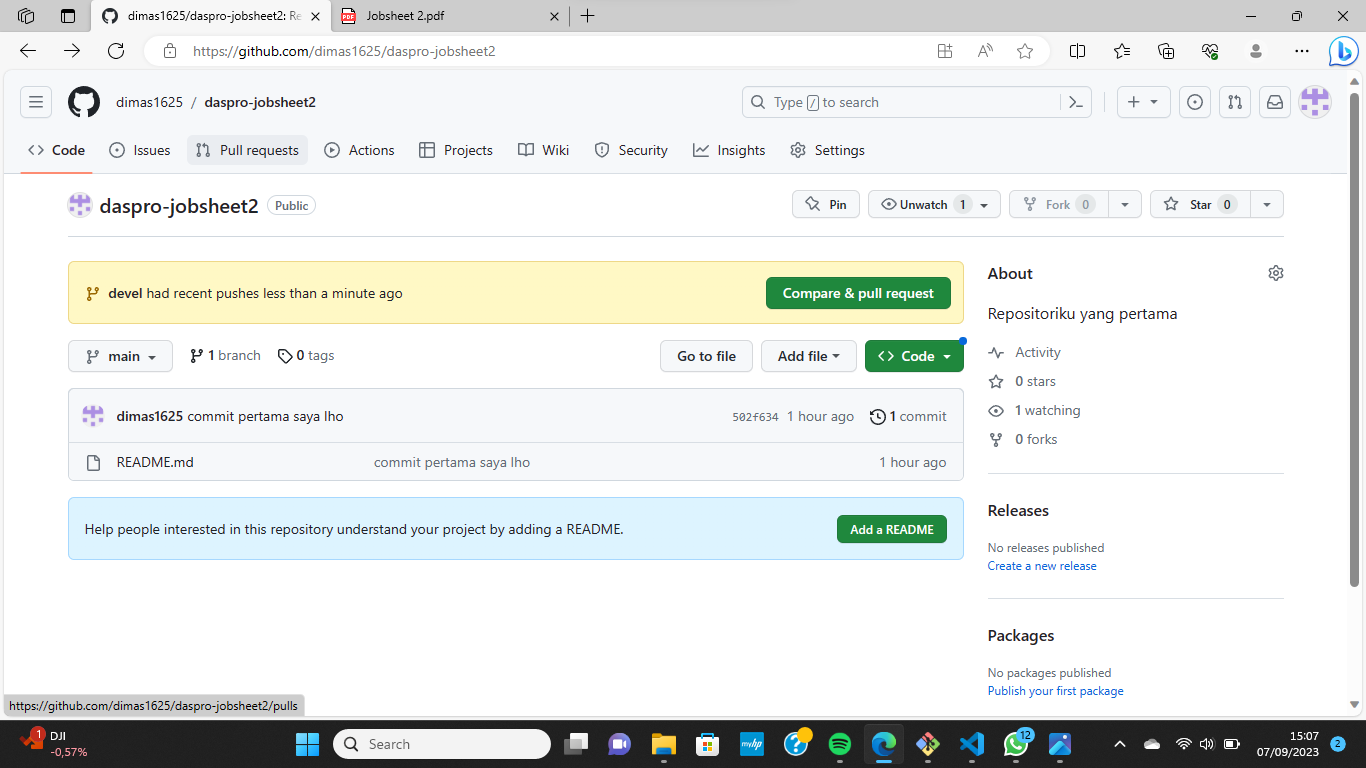 dimas1625/daspro-jobsheet2: Re
Jobsheet 2.pdf
https://github.com/dimas1625/daspro-jobsheet2
dimas1625 / daspro-jobsheet2
Type / to search
Code
Issues
Pull requests
Actions
Projects
Wiki
Security
Insights
Settings
daspro-jobsheet2
Public
Pin
Unwatch 1
Fork 0
Star 0
devel had recent pushes less than a minute ago
Compare & pull request
main
1 branch
0 tags
Go to file
Add file
Code
dimas1625 commit pertama saya lho
502f634 1 hour ago
1 commit
README.md
commit pertama saya lho
1 hour ago
Help people interested in this repository understand your project by adding a README.
Add a README
About
Repositoriku yang pertama
Activity
0 stars
1 watching
0 forks
Releases
No releases published
Create a new release
Packages
No packages published
Publish your first package
https://github.com/dimas1625/daspro-jobsheet2/pulls
1
DJI
-0,57%
Search
myhp
12
15:07
07/09/2023
2